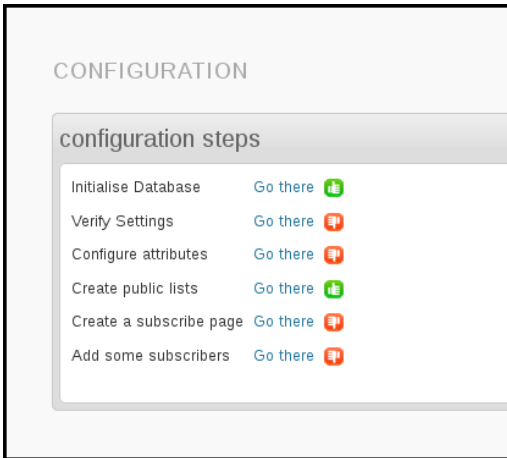 CONFIGURATION
configuration steps
Initialise Database Go there
Verify Settings Go there
Configure attributes Go there
Create public lists Go there
Create a subscribe page Go there
Add some subscribers Go there